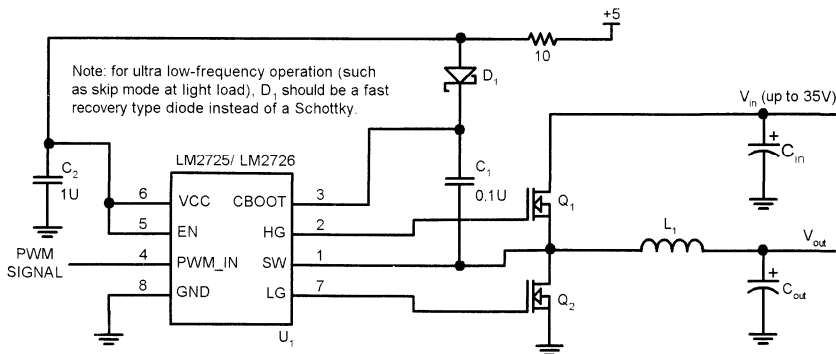 +5
10
Note: for ultra low-frequency operation (such
as skip mode at light load), D1 should be a fast
recovery type diode instead of a Schottky.
D1
Vin (up to 35V)
Cin
+
C2
1U
LM2725/ LM2726
C1
0.1U
6 VCC CBOOT 3
5 EN HG 2
Q1
PWM
SIGNAL
4 PWM_IN SW 1
L1
Vout
8 GND LG 7
Q2
+
Cout
U1